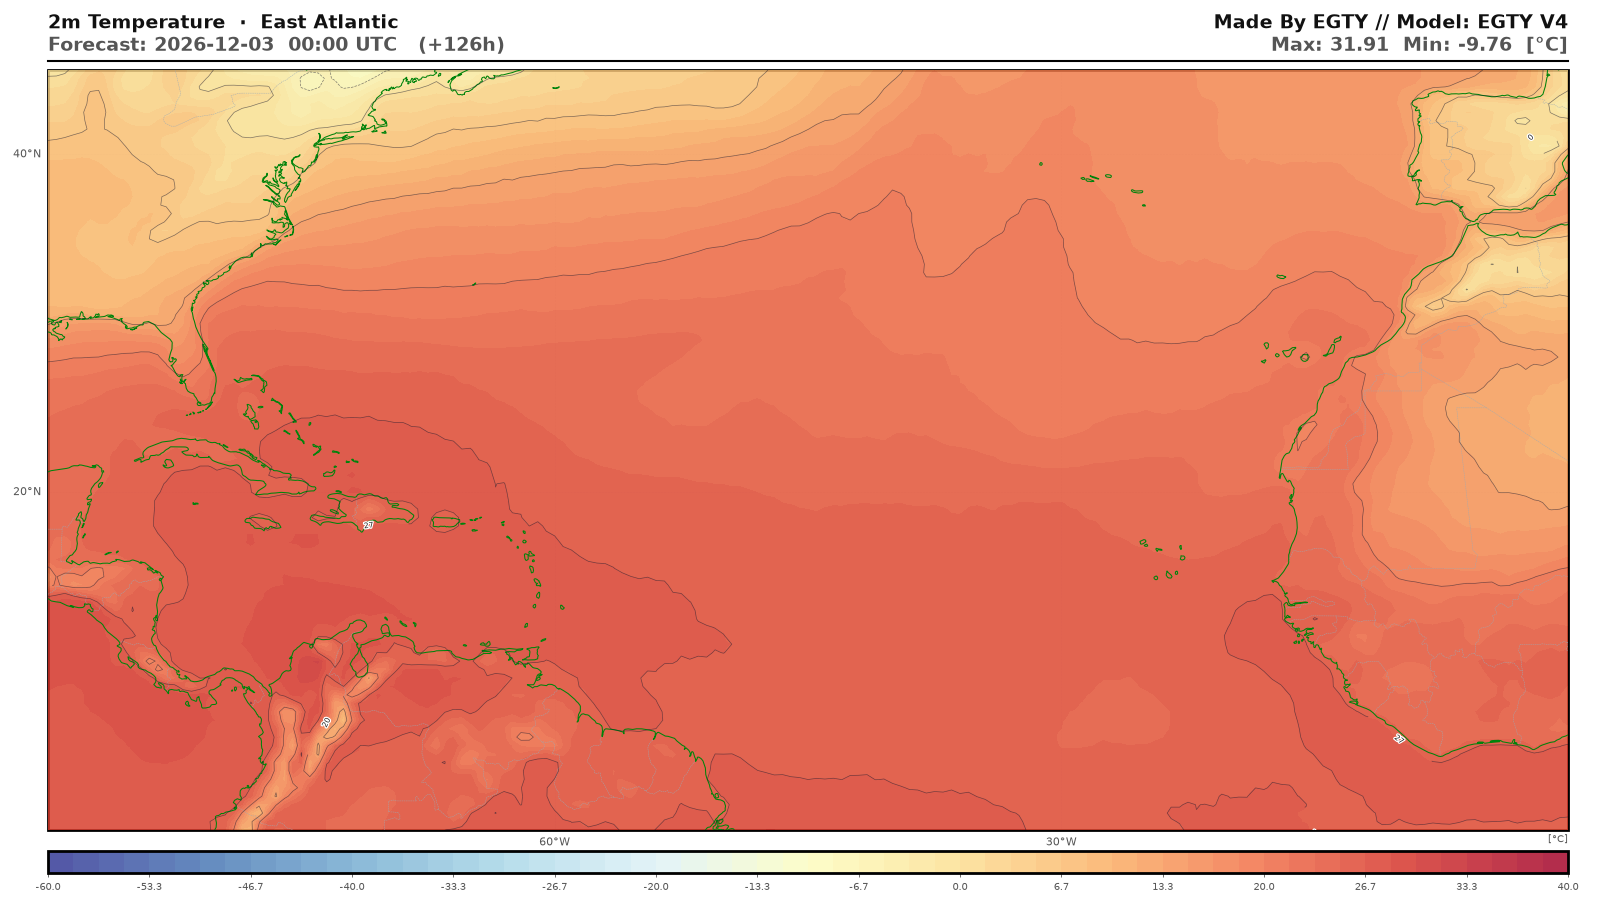 2m Temperature · East Atlantic
Made By EGTY // Model: EGTY V4
Forecast: 2026-12-03 00:00 UTC (+126h)
Max: 31.91 Min: -9.76 [°C]
0
40°N
20°N
27
20
27
60°W
30°W
[°C]
-60.0
-53.3
-46.7
-40.0
-33.3
-26.7
-20.0
-13.3
-6.7
0.0
6.7
13.3
20.0
26.7
33.3
40.0